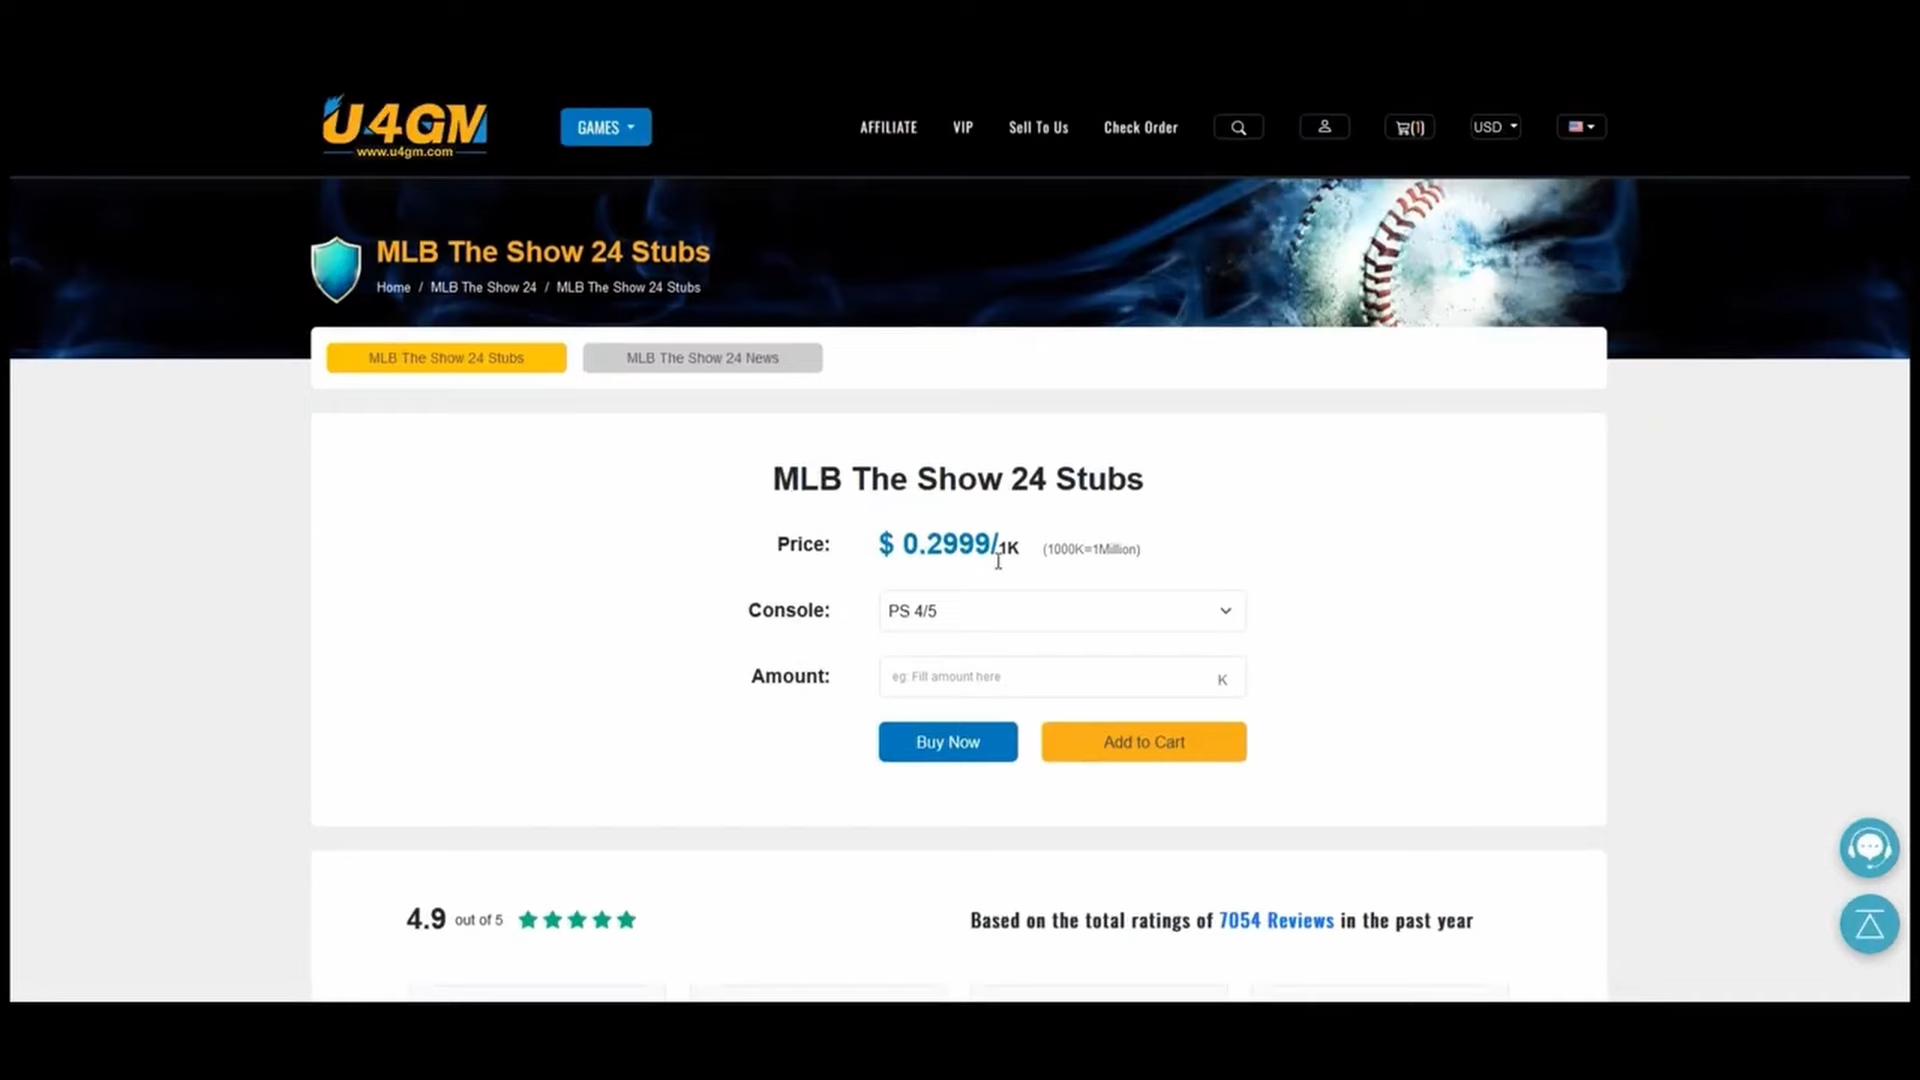 U4GM
www.u4gm.com
GAMES
AFFILIATE
VIP
Sell To Us
Check Order
(1)
USD
MLB The Show 24 Stubs
Home / MLB The Show 24 / MLB The Show 24 Stubs
MLB The Show 24 Stubs
MLB The Show 24 News
MLB The Show 24 Stubs
Price: $ 0.2999/1K (1000K=1Million)
Console: PS 4/5
Amount: eg: Fill amount here K
Buy Now
Add to Cart
4.9 out of 5
Based on the total ratings of 7054 Reviews in the past year